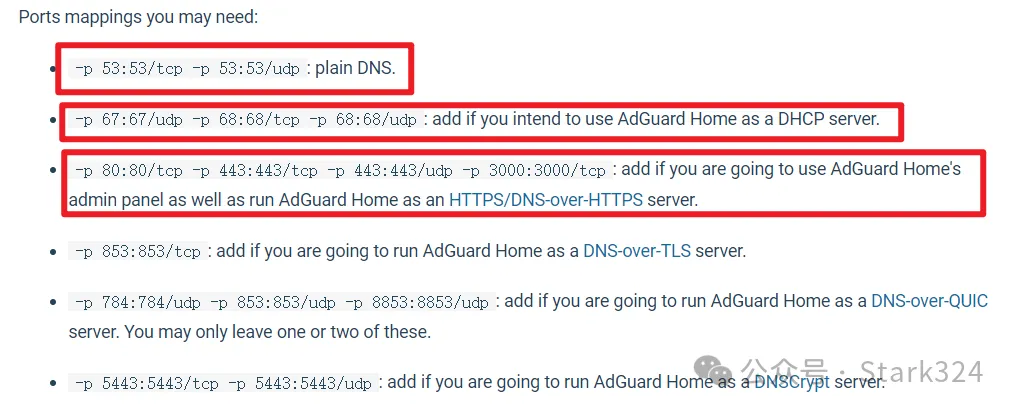 Ports mappings you may need:
-p 53:53/tcp -p 53:53/udp : plain DNS.
-p 67:67/udp -p 68:68/tcp -p 68:68/udp : add if you intend to use AdGuard Home as a DHCP server.
-p 80:80/tcp -p 443:443/tcp -p 443:443/udp -p 3000:3000/tcp : add if you are going to use AdGuard Home's
admin panel as well as run AdGuard Home as an HTTPS/DNS-over-HTTPS server.
-p 853:853/tcp : add if you are going to run AdGuard Home as a DNS-over-TLS server.
-p 784:784/udp -p 853:853/udp -p 8853:8853/udp : add if you are going to run AdGuard Home as a DNS-over-QUIC
server. You may only leave one or two of these.
-p 5443:5443/tcp -p 5443:5443/udp : add if you are going to run AdGuard Home as a DNSCrypt server.
公众号 · Stark324